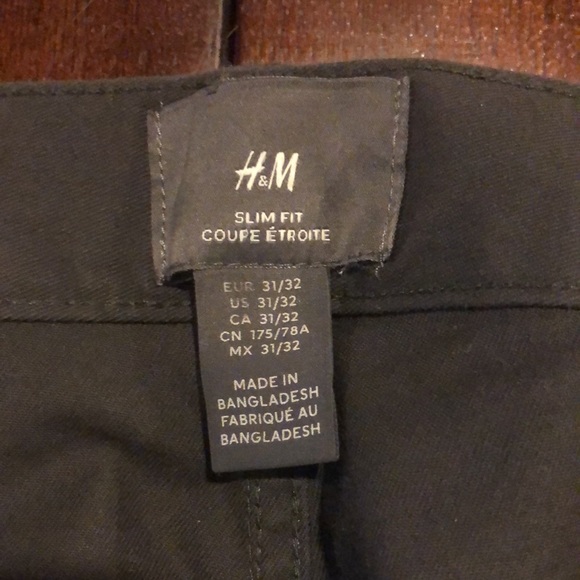 H&M
SLIM FIT
COUPE ÉTROITE
EUR 31/32
US 31/32
CA 31/32
CN 175/78A
MX 31/32
MADE IN
BANGLADESH
FABRIQUÉ AU
BANGLADESH